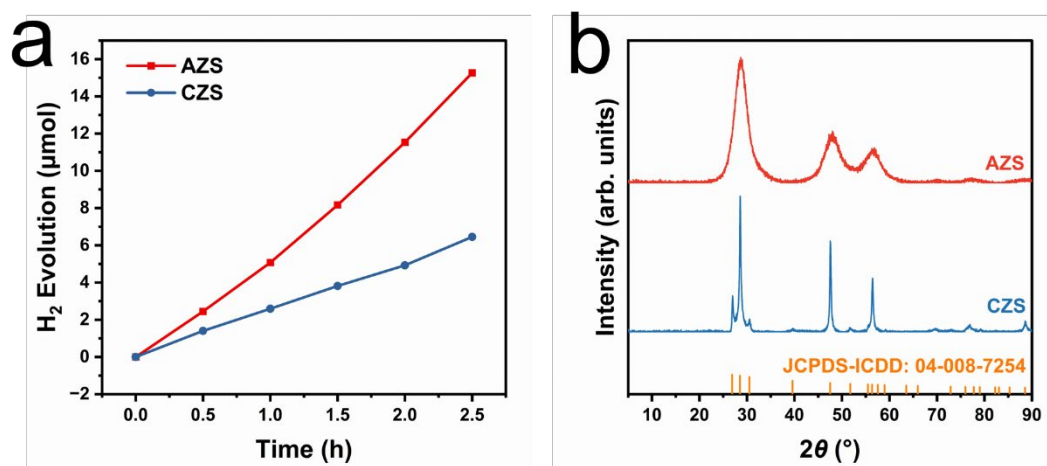 a
H₂ Evolution (μmol)
16
14
12
10
8
6
4
2
0
−2
AZS
CZS
0.0 0.5 1.0 1.5 2.0 2.5
Time (h)
b
Intensity (arb. units)
AZS
CZS
JCPDS-ICDD: 04-008-7254
10 20 30 40 50 60 70 80 90
2θ (°)